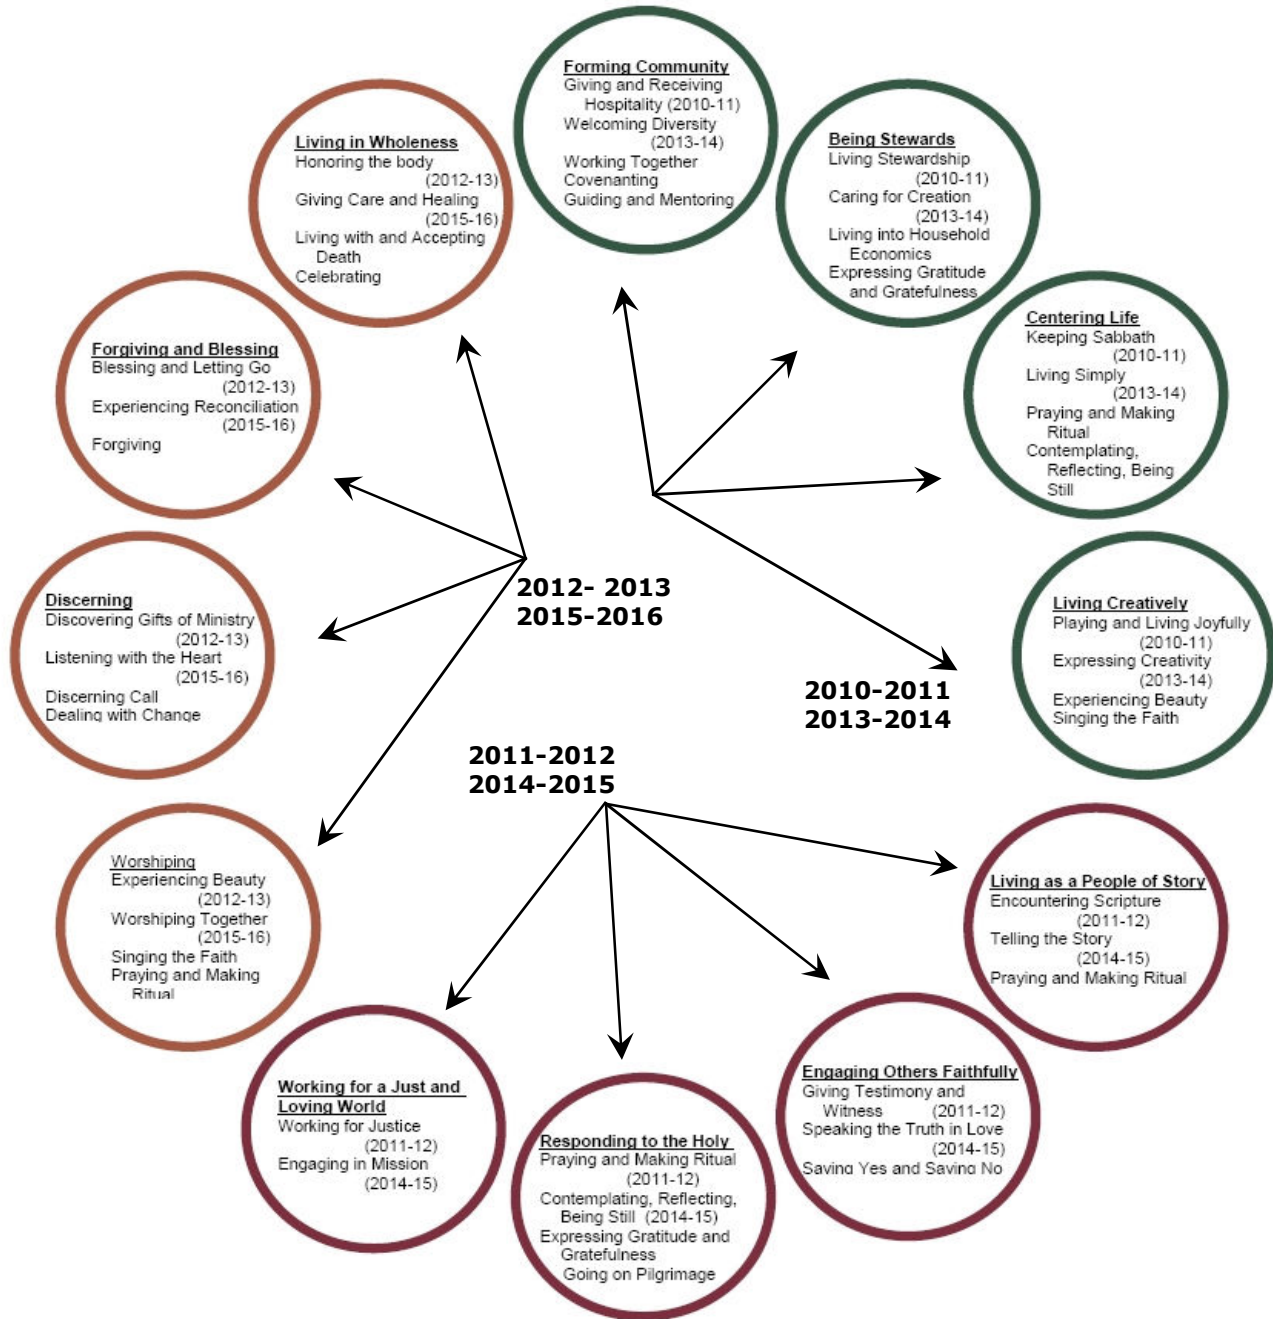 Forming Community
Giving and Receiving
Hospitality (2010-11)
Welcoming Diversity
(2013-14)
Working Together
Covenanting
Guiding and Mentoring
Being Stewards
Living Stewardship
(2010-11)
Caring for Creation
(2013-14)
Living into Household
Economics
Expressing Gratitude
and Gratefulness
Centering Life
Keeping Sabbath
(2010-11)
Living Simply
(2013-14)
Praying and Making
Ritual
Contemplating,
Reflecting, Being
Still
Living Creatively
Playing and Living Joyfully
(2010-11)
Expressing Creativity
(2013-14)
Experiencing Beauty
Singing the Faith
Living as a People of Story
Encountering Scripture
(2011-12)
Telling the Story
(2014-15)
Praying and Making Ritual
Engaging Others Faithfully
Giving Testimony and
Witness (2011-12)
Speaking the Truth in Love
(2014-15)
Saying Yes and Saying No
Responding to the Holy
Praying and Making Ritual
(2011-12)
Contemplating, Reflecting,
Being Still (2014-15)
Expressing Gratitude and
Gratefulness
Going on Pilgrimage
Working for a Just and
Loving World
Working for Justice
(2011-12)
Engaging in Mission
(2014-15)
Worshiping
Experiencing Beauty
(2012-13)
Worshiping Together
(2015-16)
Singing the Faith
Praying and Making
Ritual
Discerning
Discovering Gifts of Ministry
(2012-13)
Listening with the Heart
(2015-16)
Discerning Call
Dealing with Change
Forgiving and Blessing
Blessing and Letting Go
(2012-13)
Experiencing Reconciliation
(2015-16)
Forgiving
Living in Wholeness
Honoring the body
(2012-13)
Giving Care and Healing
(2015-16)
Living with and Accepting
Death
Celebrating
2012- 2013
2015-2016
2010-2011
2013-2014
2011-2012
2014-2015